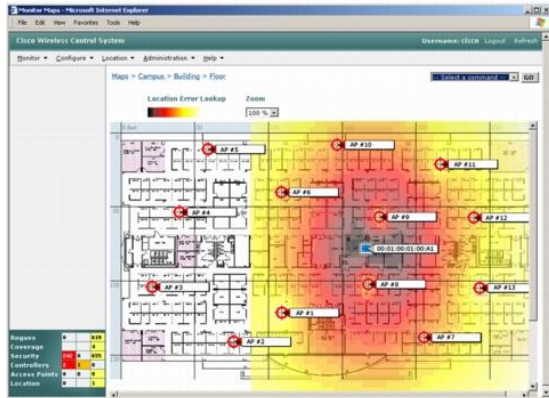 Monitor Maps - Microsoft Internet Explorer
File Edit View Favorites Tools Help
Cisco Wireless Control System
Username: cisco Logout Refresh
Monitor Configure Location Administration Help
Maps > Campus > Building > Floor
-- Select a command -- GO
Location Error Lookup Zoom
100 %
0 feet
AP #10
AP #5
AP #11
AP #6
AP #4
AP #9
AP #12
00:01:00:01:00:A1
AP #3
AP #8
AP #13
AP #1
AP #2
AP #7
Rogues
Coverage
Security
Controllers
Access Points
Location